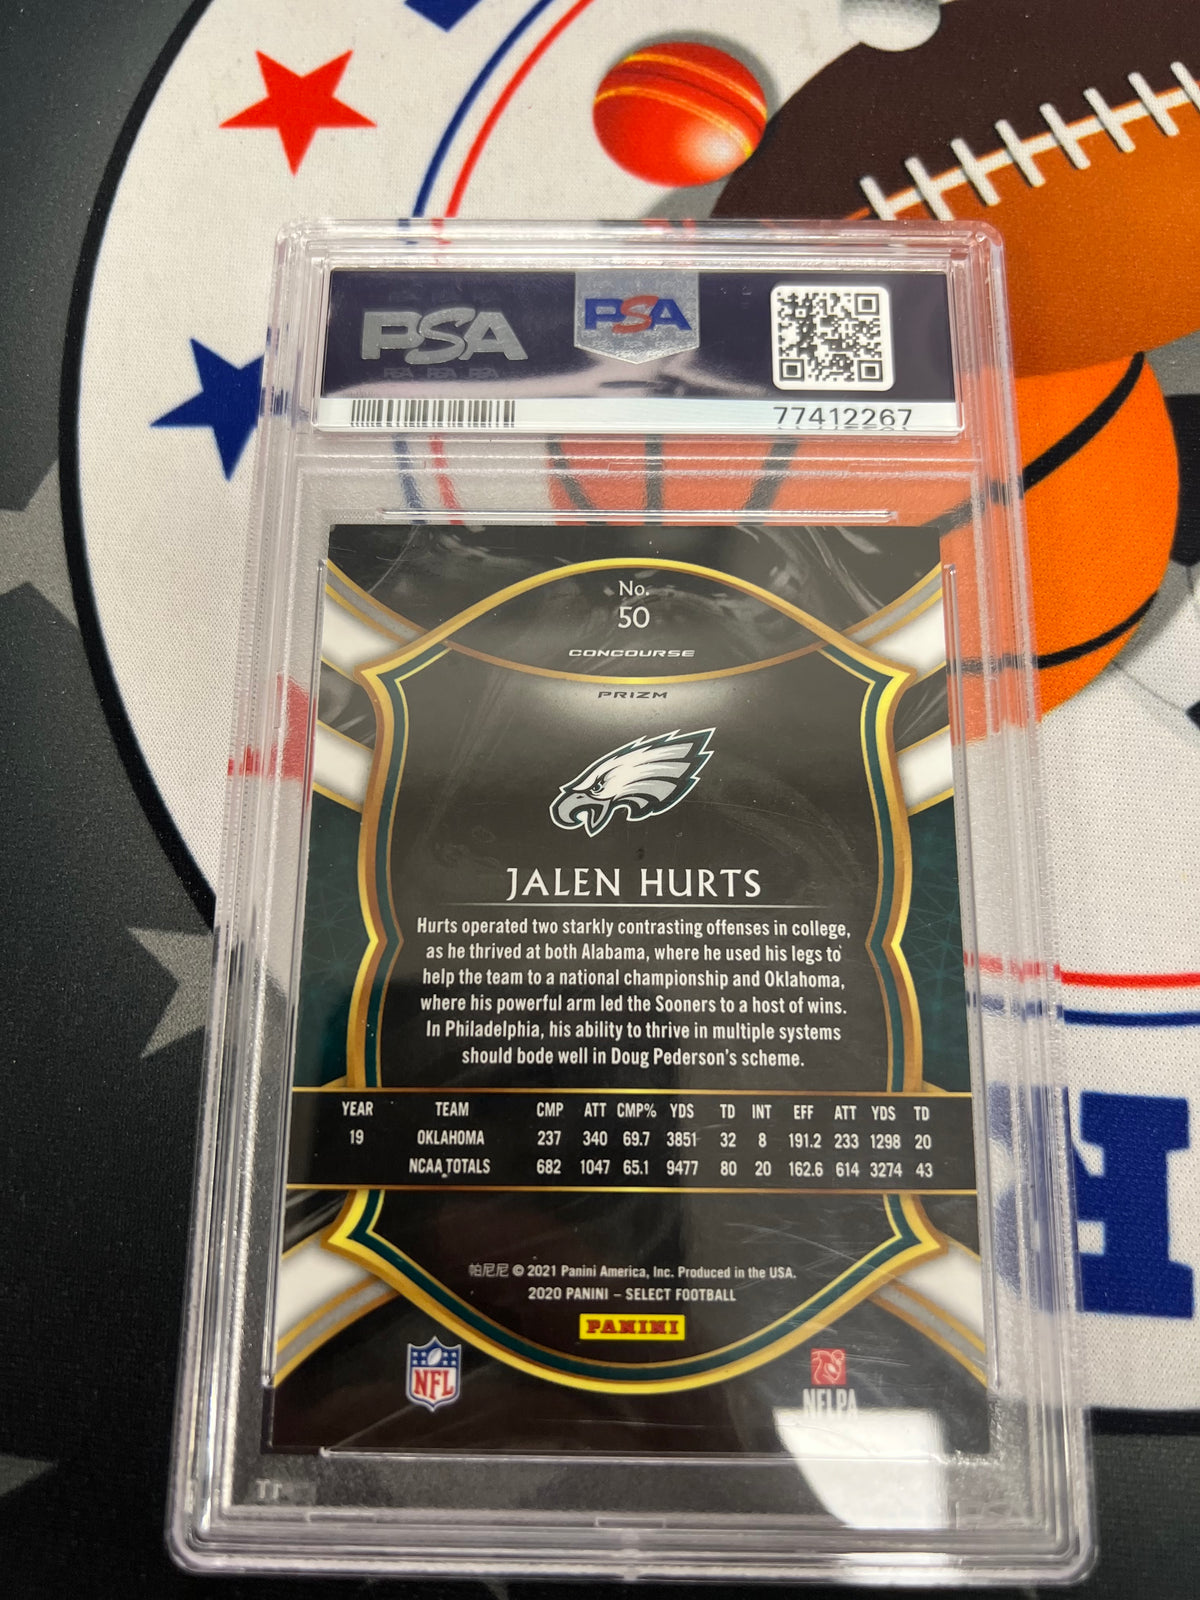 PSA
PSA
PSA PSA PSA
77412267
No.
50
CONCOURSE
PRIZM
JALEN HURTS
Hurts operated two starkly contrasting offenses in college,
as he thrived at both Alabama, where he used his legs to
help the team to a national championship and Oklahoma,
where his powerful arm led the Sooners to a host of wins.
In Philadelphia, his ability to thrive in multiple systems
should bode well in Doug Pederson's scheme.
YEAR TEAM CMP ATT CMP% YDS TD INT EFF ATT YDS TD
19 OKLAHOMA 237 340 69.7 3851 32 8 191.2 233 1298 20
NCAA TOTALS 682 1047 65.1 9477 80 20 162.6 614 3274 43
帕尼尼 © 2021 Panini America, Inc. Produced in the USA.
2020 PANINI – SELECT FOOTBALL
PANINI
NFL
NFLPA